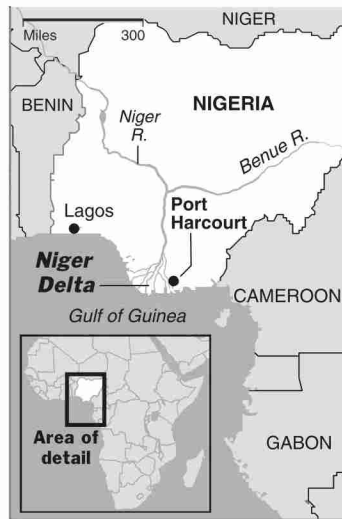 Miles 300
NIGER
BENIN
NIGERIA
Niger
R.
Benue R.
Lagos
Port
Harcourt
Niger
Delta
CAMEROON
Gulf of Guinea
Area of
detail
GABON